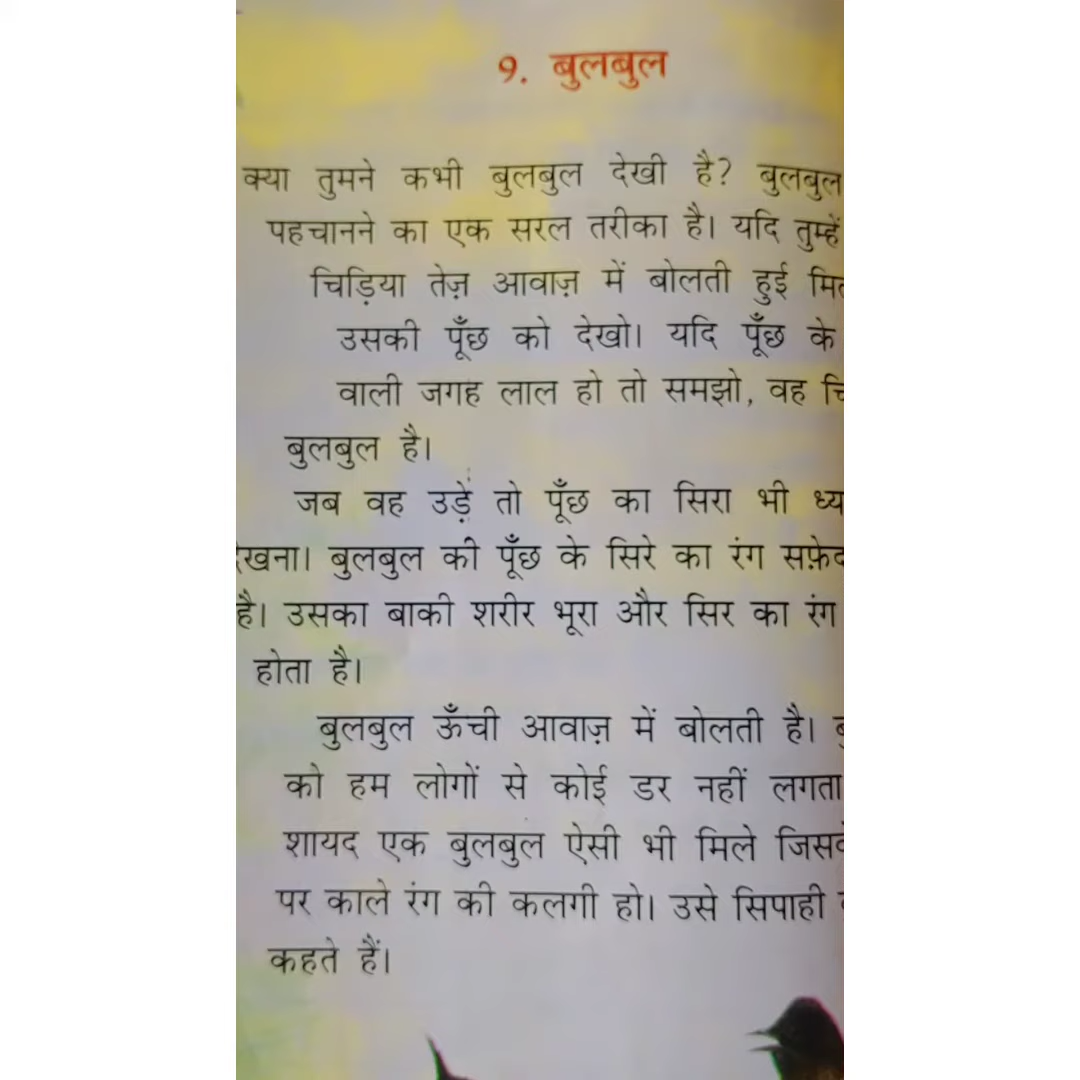 9. बुलबुल
क्या तुमने कभी बुलबुल देखी है? बुलबुल
पहचानने का एक सरल तरीका है। यदि तुम्हें
चिड़िया तेज़ आवाज़ में बोलती हुई
उसकी पूँछ को देखो। यदि पूँछ के
वाली जगह लाल हो तो समझो, वह
बुलबुल है।
जब वह उड़े तो पूँछ का सिरा भी
बुलबुल की पूँछ के सिरे का रंग
है। उसका बाकी शरीर भूरा और सिर का रंग
होता है।
बुलबुल ऊँची आवाज़ में बोलती है।
को हम लोगों से कोई डर नहीं लगता
शायद एक बुलबुल ऐसी भी मिले
पर काले रंग की कलगी हो। उसे सिपाही
कहते हैं।